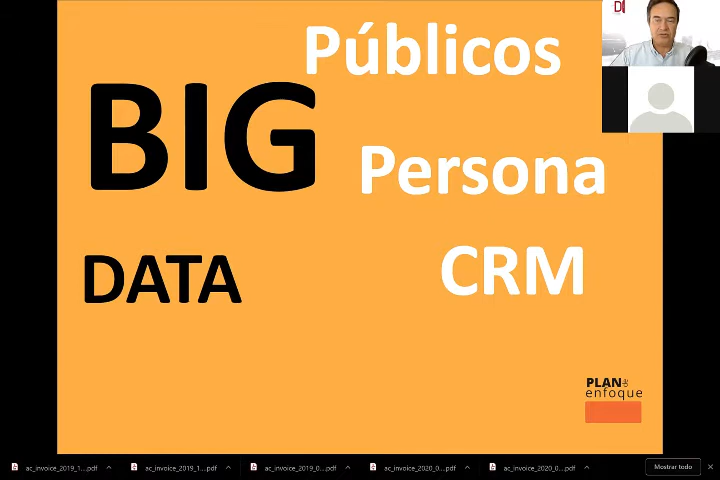 Públicos
BIG
Persona
DATA
CRM
PLAN de
enfoque
ac_invoice_2019_1....pdf
ac_invoice_2019_1....pdf
ac_invoice_2019_0....pdf
ac_invoice_2020_0....pdf
ac_invoice_2020_0....pdf
Mostrar todo